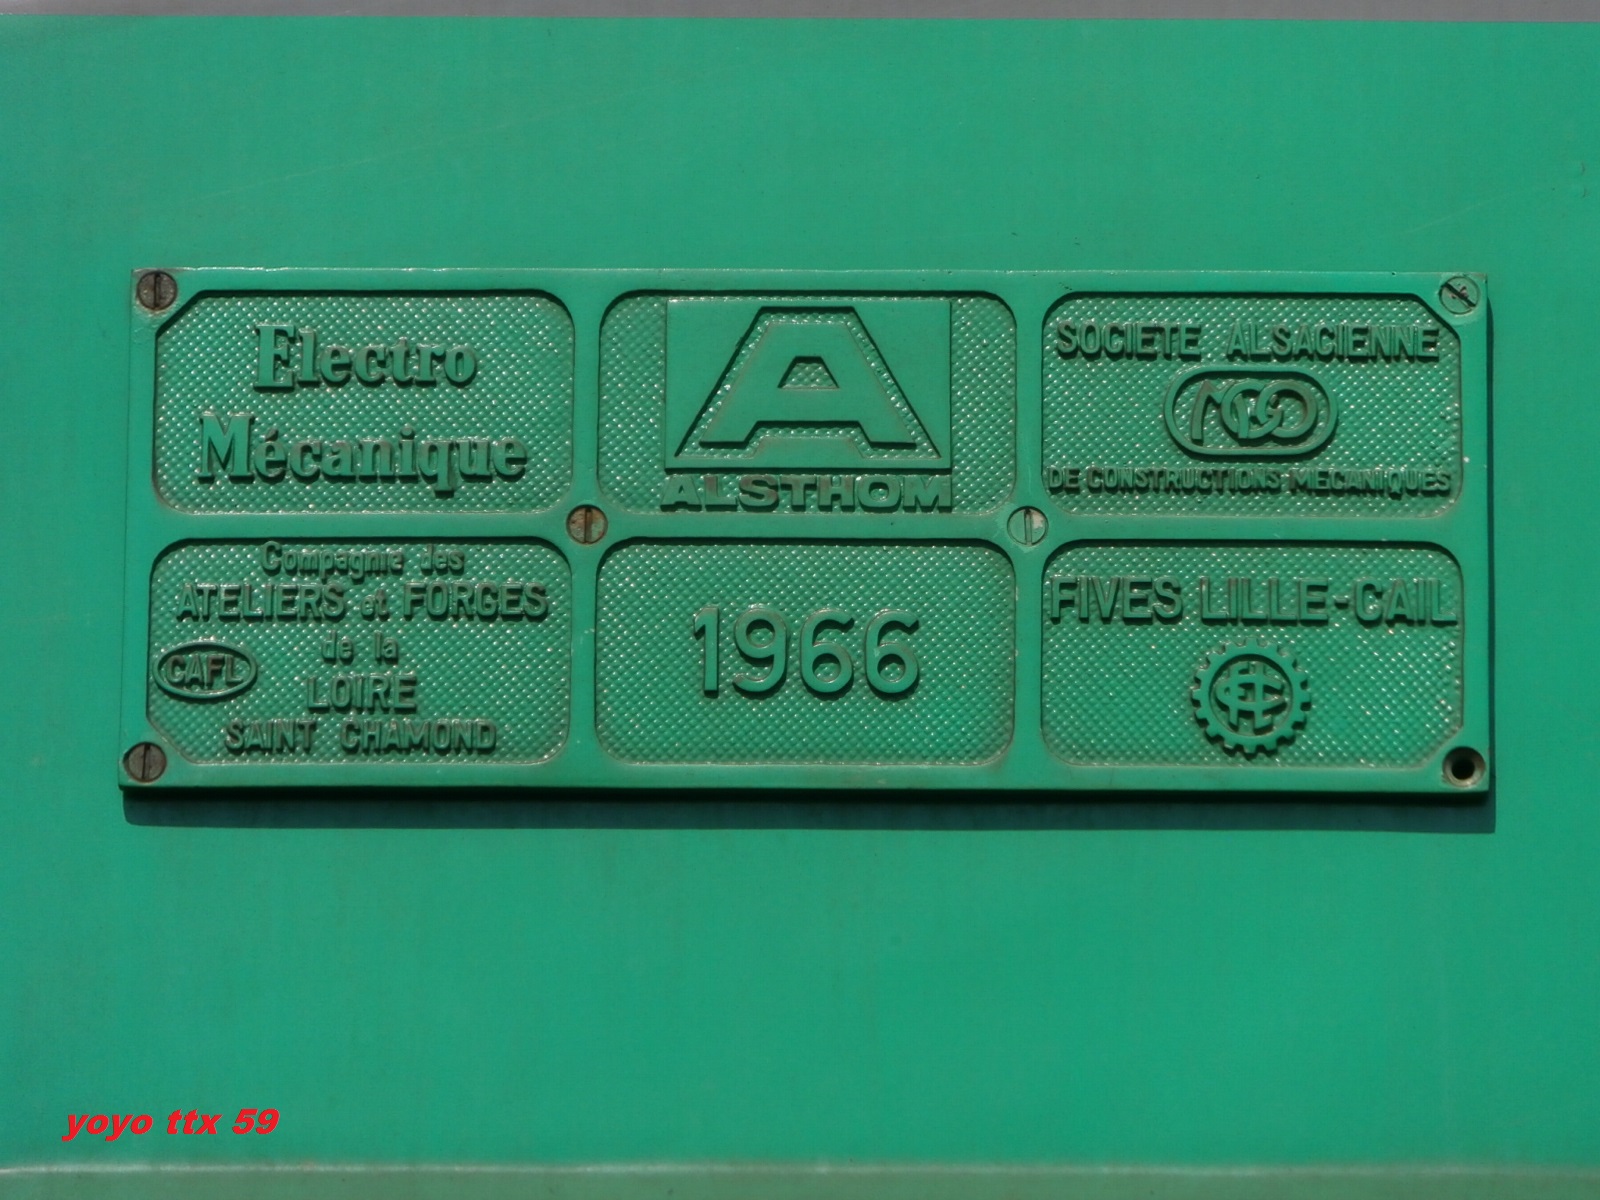 Electro
Mécanique
A
ALSTHOM
SOCIETE ALSACIENNE
MGO
DE CONSTRUCTIONS MECANIQUES
Compagnie des
ATELIERS et FORGES
de la
CAFL
LOIRE
SAINT CHAMOND
1966
FIVES LILLE-CAIL
yoyo ttx 59